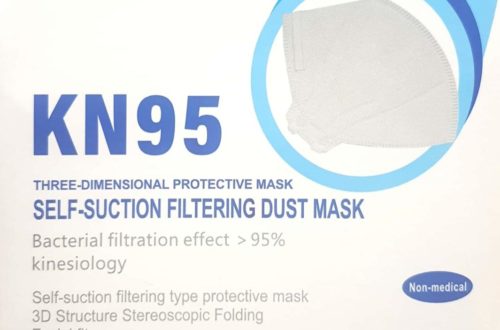 KN95
THREE-DIMENSIONAL PROTECTIVE MASK
SELF-SUCTION FILTERING DUST MASK
Bacterial filtration effect > 95%
kinesiology
Non-medical
Self-suction filtering type protective mask
3D Structure Stereoscopic Folding